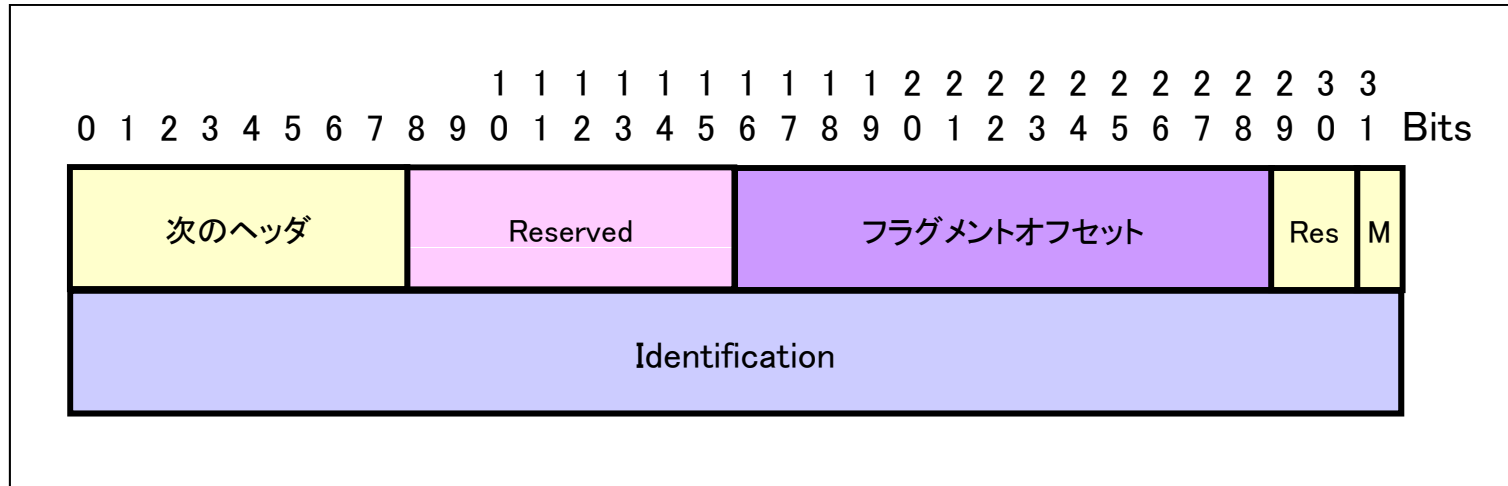 1 1 1 1 1 1 1 1 1 1 2 2 2 2 2 2 2 2 2 2 3 3
0 1 2 3 4 5 6 7 8 9 0 1 2 3 4 5 6 7 8 9 0 1 2 3 4 5 6 7 8 9 0 1 Bits
次のヘッダ Reserved フラグメントオフセット Res M
Identification